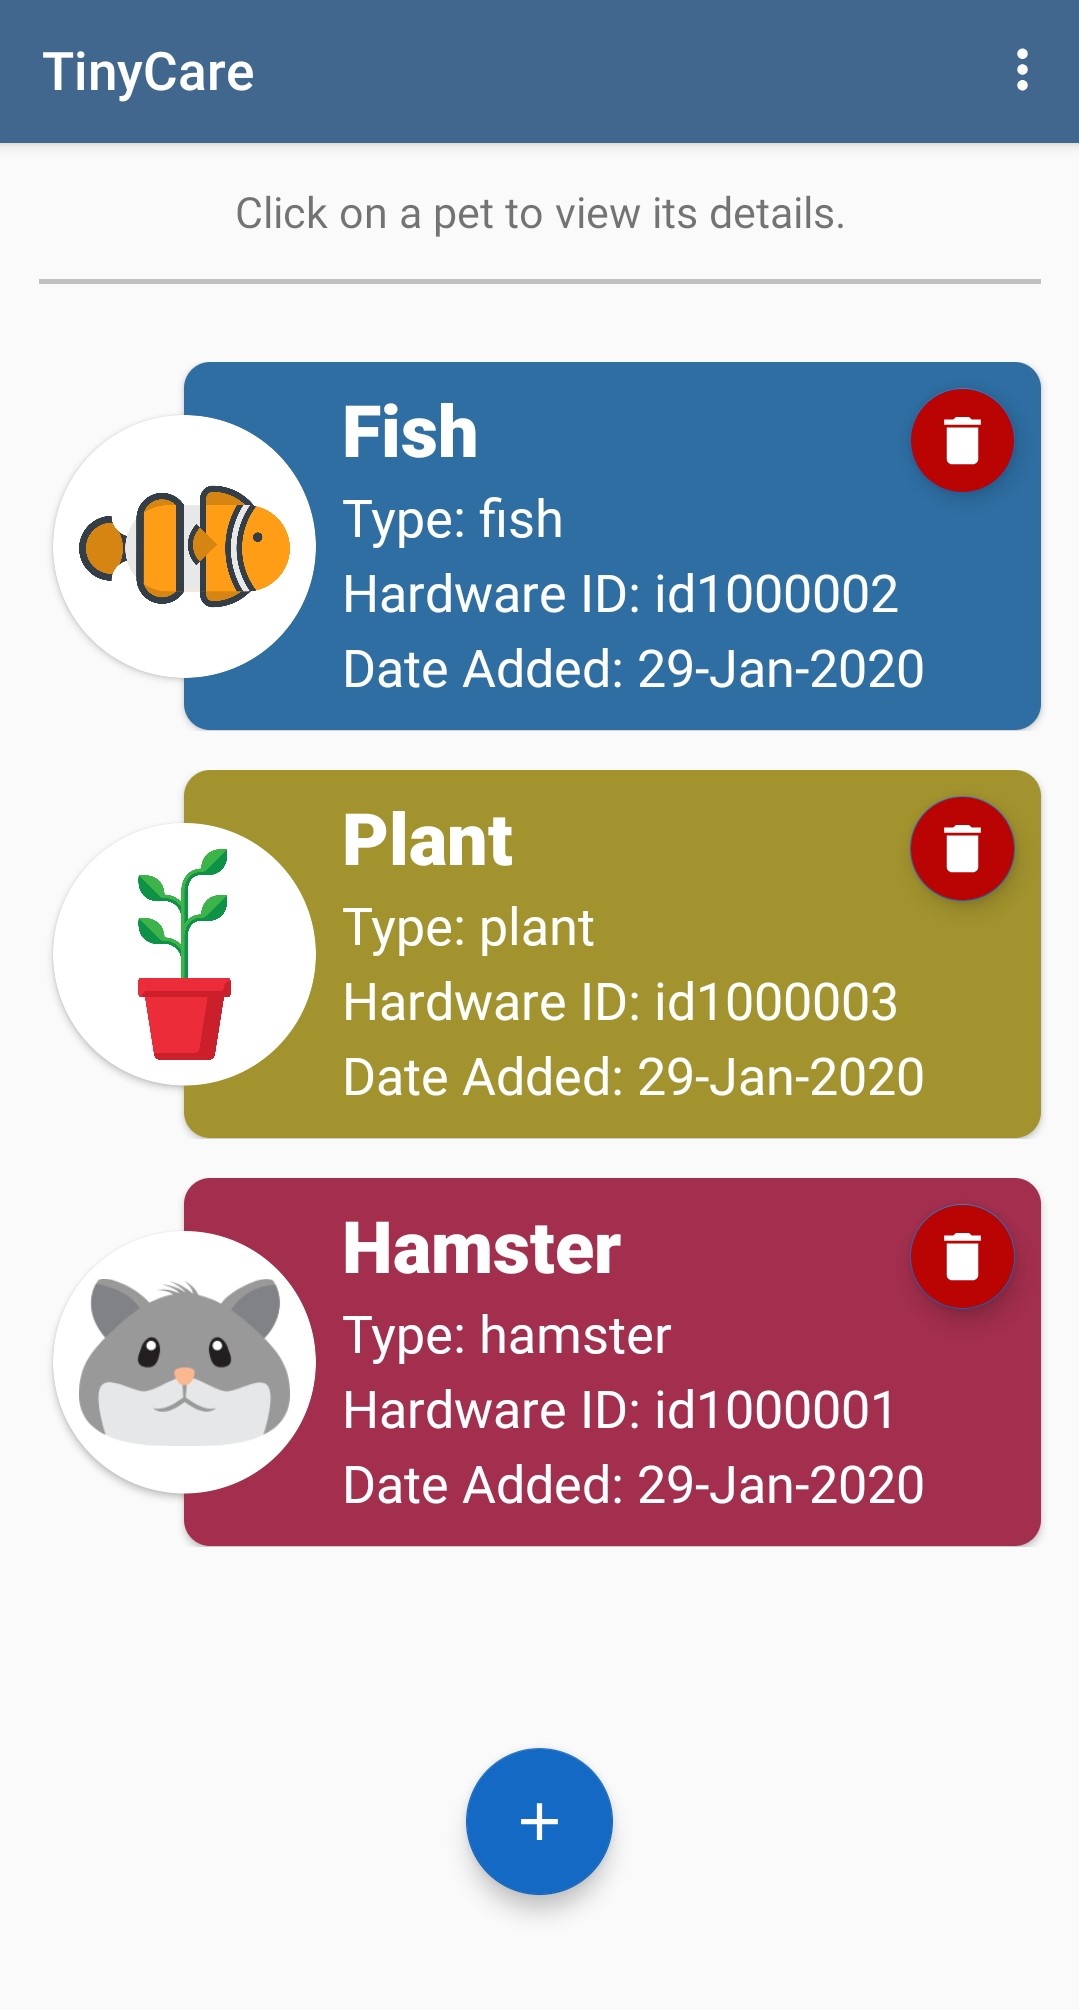 TinyCare
Click on a pet to view its details.
Fish
Type: fish
Hardware ID: id1000002
Date Added: 29-Jan-2020
Plant
Type: plant
Hardware ID: id1000003
Date Added: 29-Jan-2020
Hamster
Type: hamster
Hardware ID: id1000001
Date Added: 29-Jan-2020